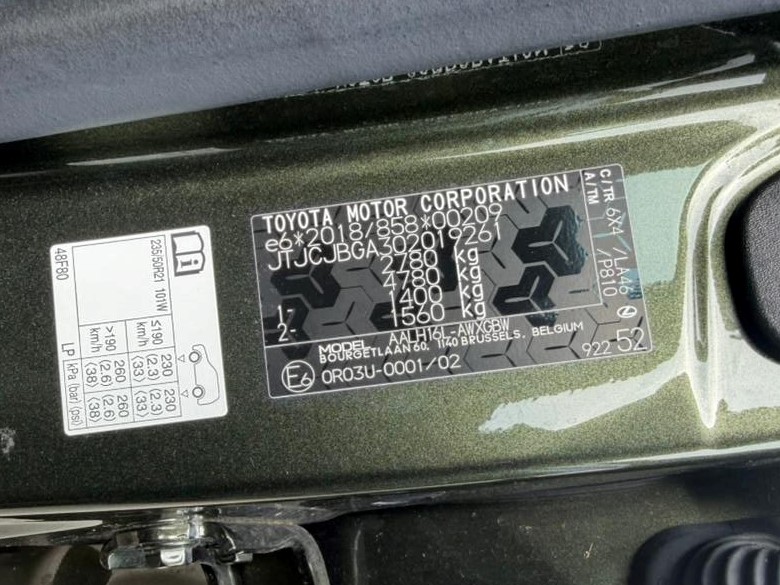 TOYOTA MOTOR CORPORATION
e6*2018/858*00209
JTJCJBGA302019261
2780 kg
4780 kg
1- 1400 kg
2- 1560 kg
MODEL AALH16L-AWXGBW
BOURGETLAAN 60, 1140 BRUSSELS, BELGIUM
E6 0R03U-0001/02
922 52
C/TR 6X4 /LA46
A/TM /P810
235/50R21 101W
≤190 km/h 230 (2.3) (33) 230 (2.3) (33)
>190 km/h 260 (2.6) (38) 260 (2.6) (38)
LP kPa (bar) (psi)
48F80